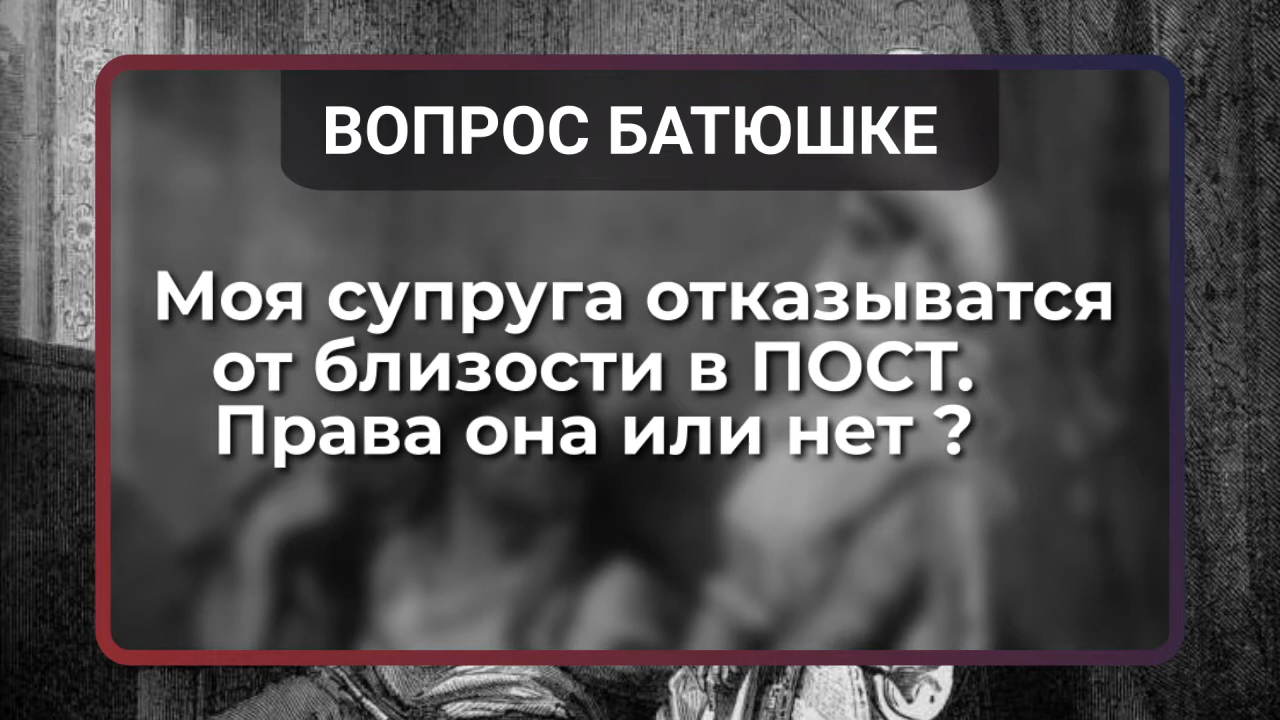 ВОПРОС БАТЮШКЕ
Моя супруга отказыватся
от близости в ПОСТ.
Права она или нет ?